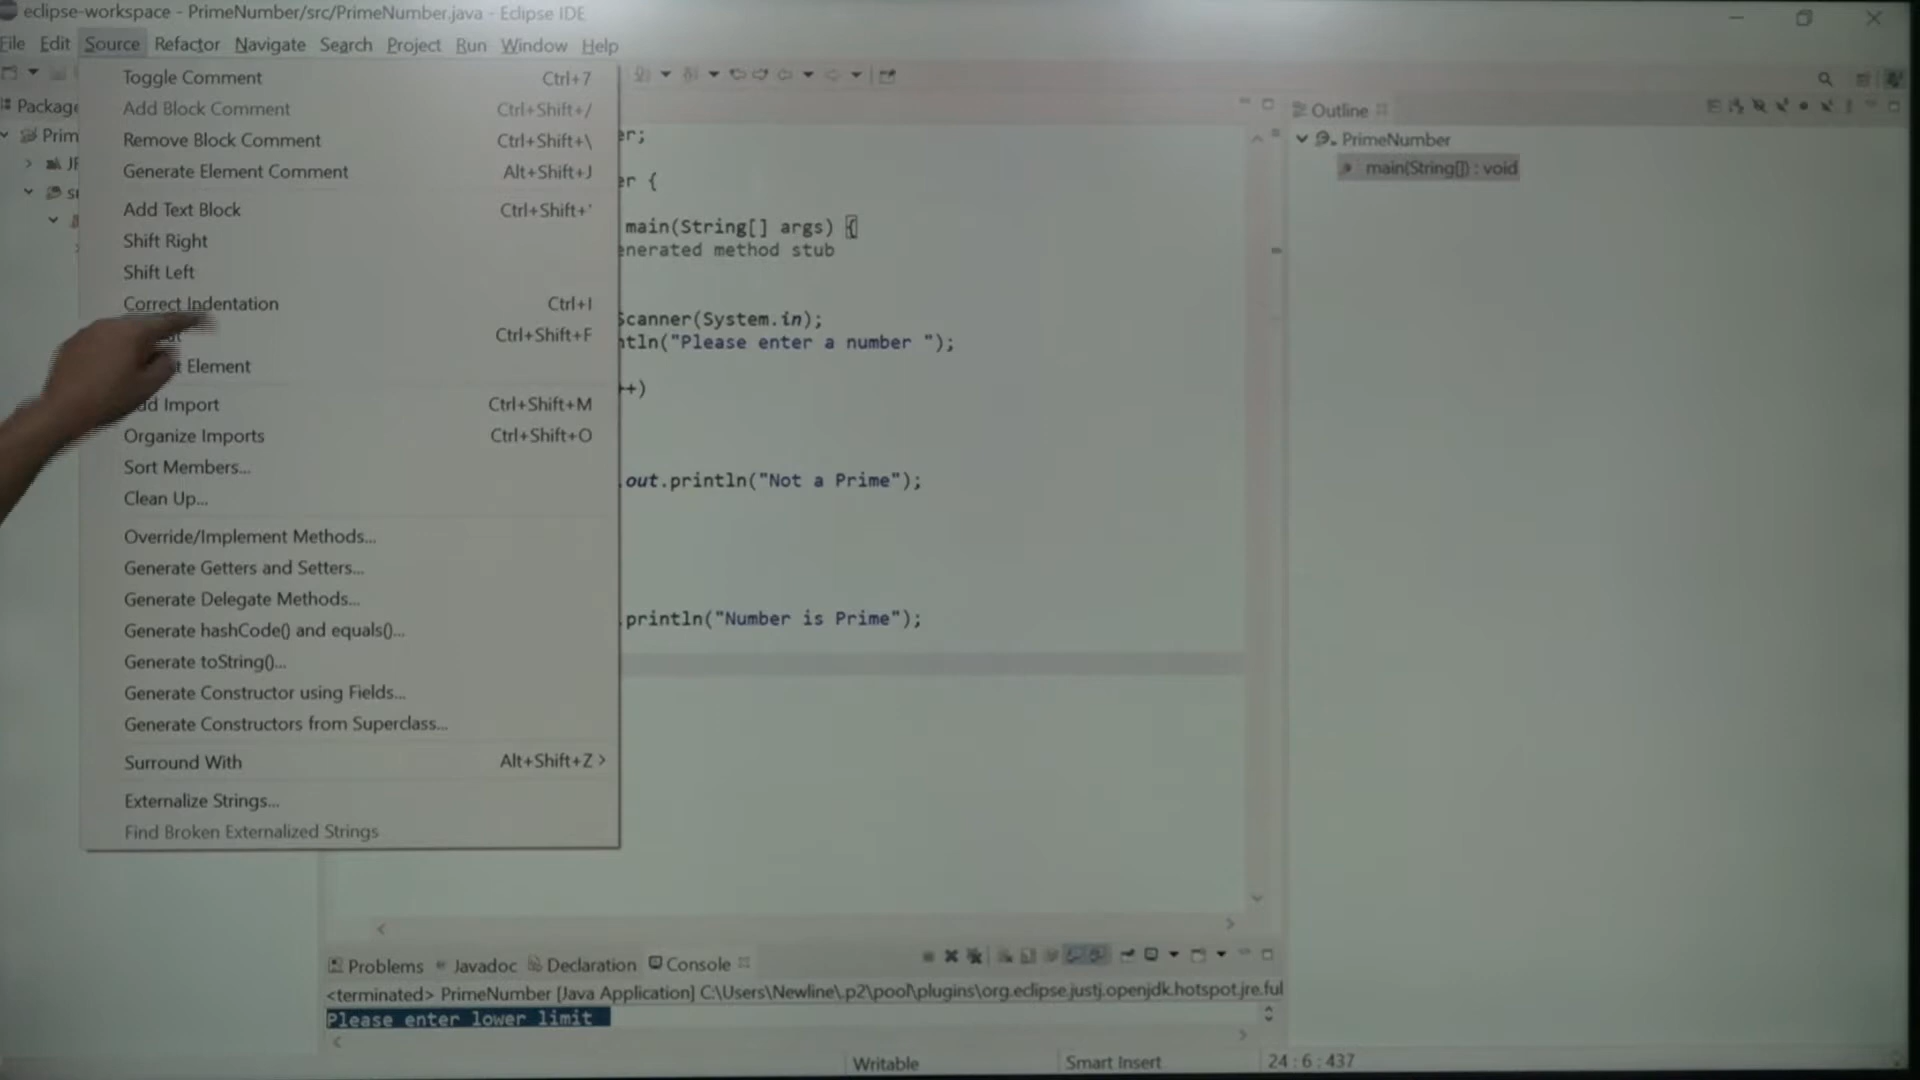 eclipse-workspace - PrimeNumber/src/PrimeNumber.java - Eclipse IDE
File Edit Source Refactor Navigate Search Project Run Window Help
Toggle Comment Ctrl+7
Add Block Comment Ctrl+Shift+/
Remove Block Comment Ctrl+Shift+\
Generate Element Comment Alt+Shift+J
Add Text Block Ctrl+Shift+'
Shift Right
Shift Left
Correct Indentation Ctrl+I
Ctrl+Shift+F
Element
Import Ctrl+Shift+M
Organize Imports Ctrl+Shift+O
Sort Members...
Clean Up...
Override/Implement Methods...
Generate Getters and Setters...
Generate Delegate Methods...
Generate hashCode() and equals()...
Generate toString()...
Generate Constructor using Fields...
Generate Constructors from Superclass...
Surround With Alt+Shift+Z >
Externalize Strings...
Find Broken Externalized Strings
Package
Prim
JF
er;
er {
main(String[] args) {
enerated method stub
Scanner(System.in);
ntln("Please enter a number ");
++)
.out.println("Not a Prime");
.println("Number is Prime");
Outline
PrimeNumber
main(String[]) : void
Problems Javadoc Declaration Console
<terminated> PrimeNumber [Java Application] C:\Users\Newline\.p2\pool\plugins\org.eclipse.justj.openjdk.hotspot.jre.ful
Please enter lower limit
Writable Smart Insert 24 : 6 : 437